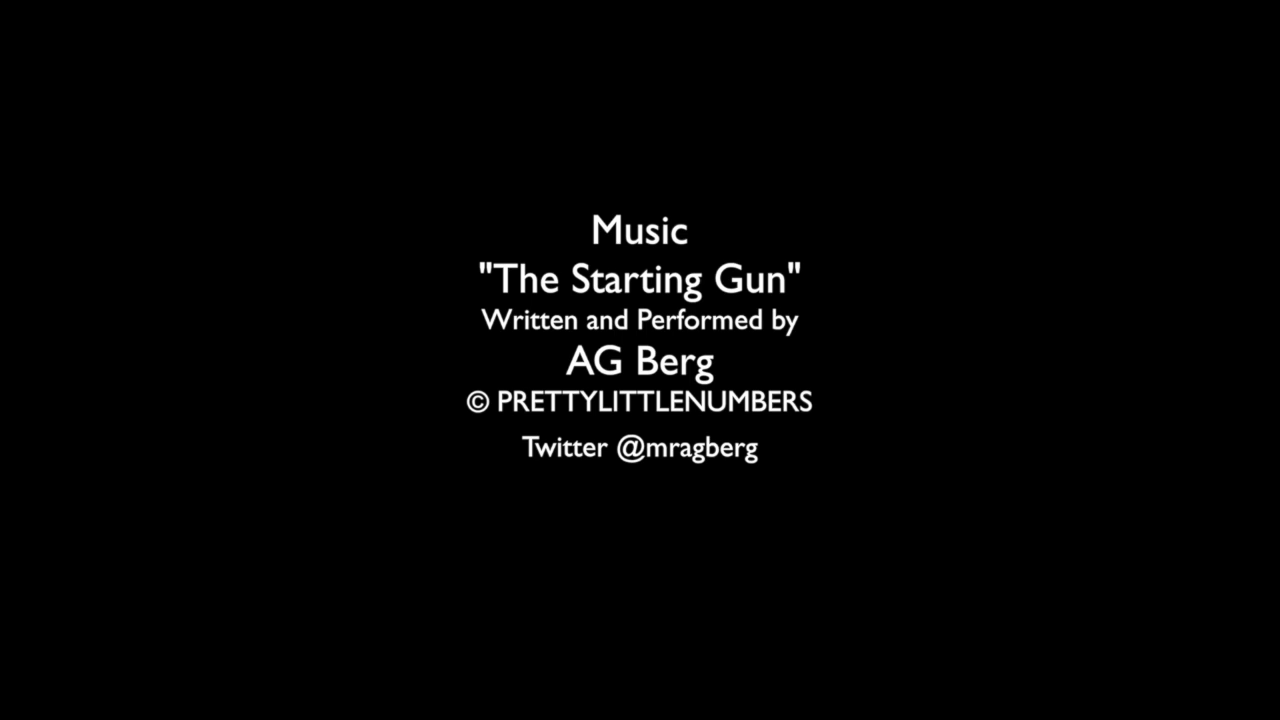 Music
"The Starting Gun"
Written and Performed by
AG Berg
© PRETTYLITTLENUMBERS
Twitter @mragberg